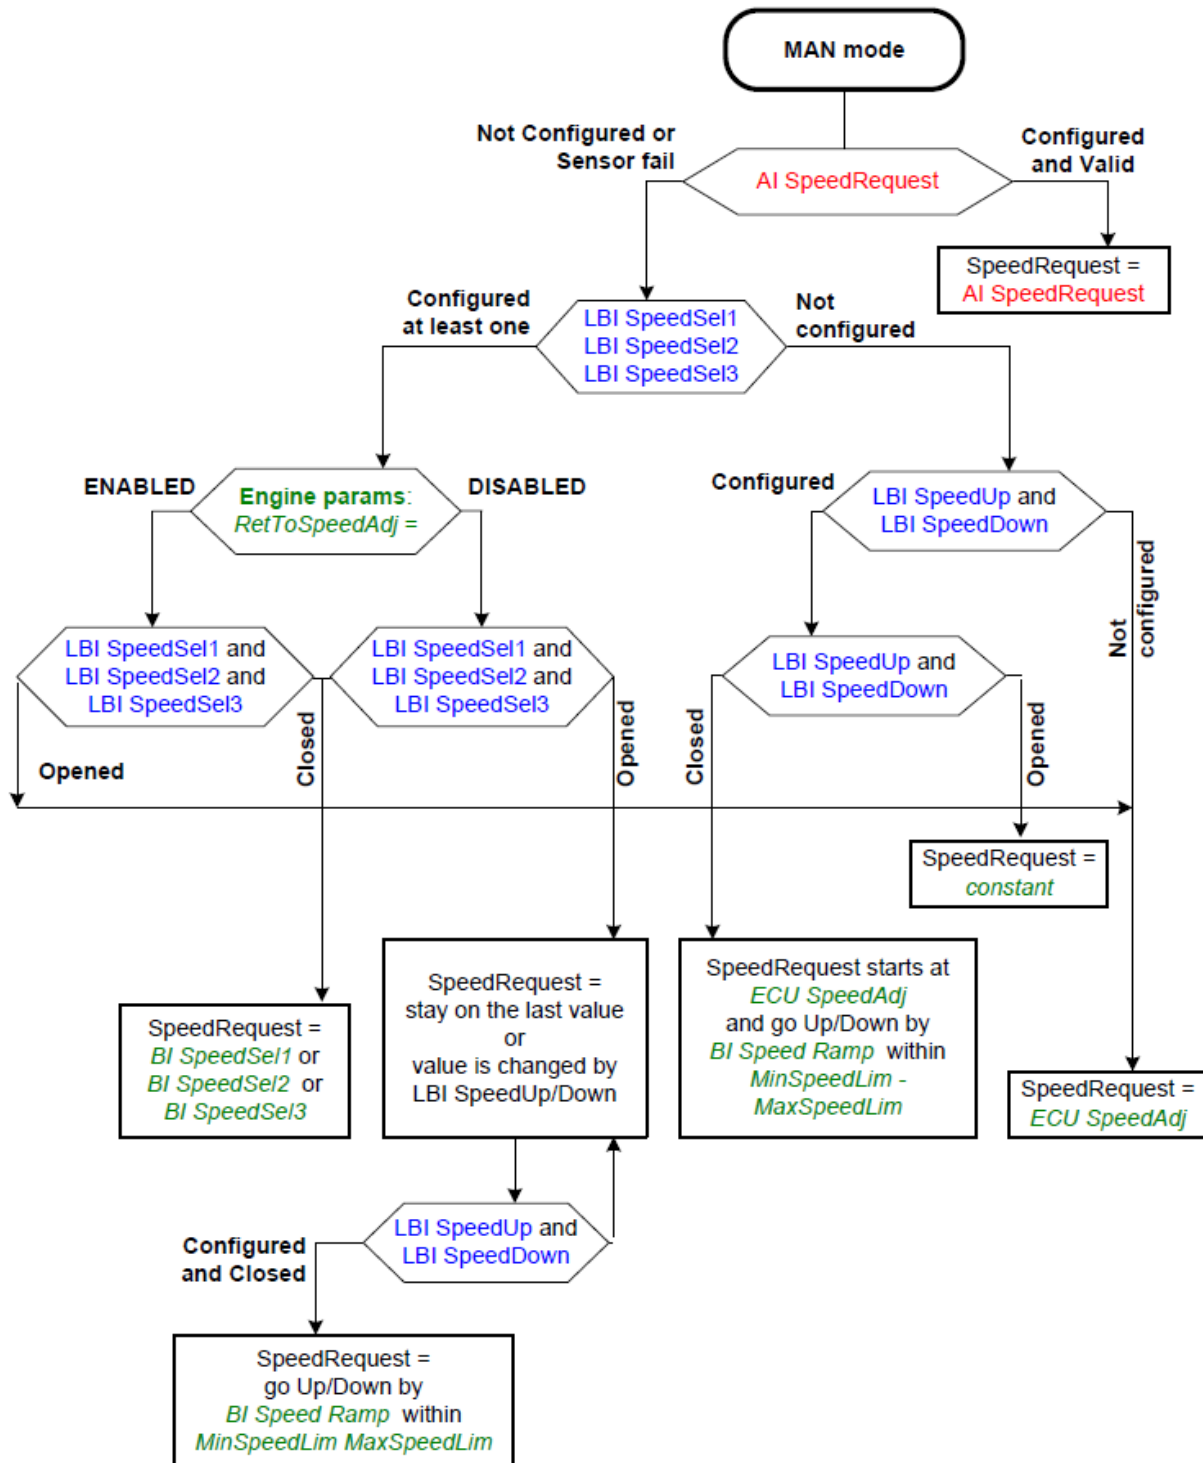 MAN mode
Not Configured or
Sensor fail
Configured
and Valid
AI SpeedRequest
SpeedRequest =
AI SpeedRequest
Configured
at least one
Not
configured
LBI SpeedSel1
LBI SpeedSel2
LBI SpeedSel3
ENABLED
Engine params:
RetToSpeedAdj =
DISABLED
Configured
LBI SpeedUp and
LBI SpeedDown
Not
configured
LBI SpeedSel1 and
LBI SpeedSel2 and
LBI SpeedSel3
LBI SpeedSel1 and
LBI SpeedSel2 and
LBI SpeedSel3
LBI SpeedUp and
LBI SpeedDown
Opened
Closed
Opened
Closed
Opened
SpeedRequest =
constant
SpeedRequest =
BI SpeedSel1 or
BI SpeedSel2 or
BI SpeedSel3
SpeedRequest =
stay on the last value
or
value is changed by
LBI SpeedUp/Down
SpeedRequest starts at
ECU SpeedAdj
and go Up/Down by
BI Speed Ramp within
MinSpeedLim -
MaxSpeedLim
SpeedRequest =
ECU SpeedAdj
Configured
and Closed
LBI SpeedUp and
LBI SpeedDown
SpeedRequest =
go Up/Down by
BI Speed Ramp within
MinSpeedLim MaxSpeedLim